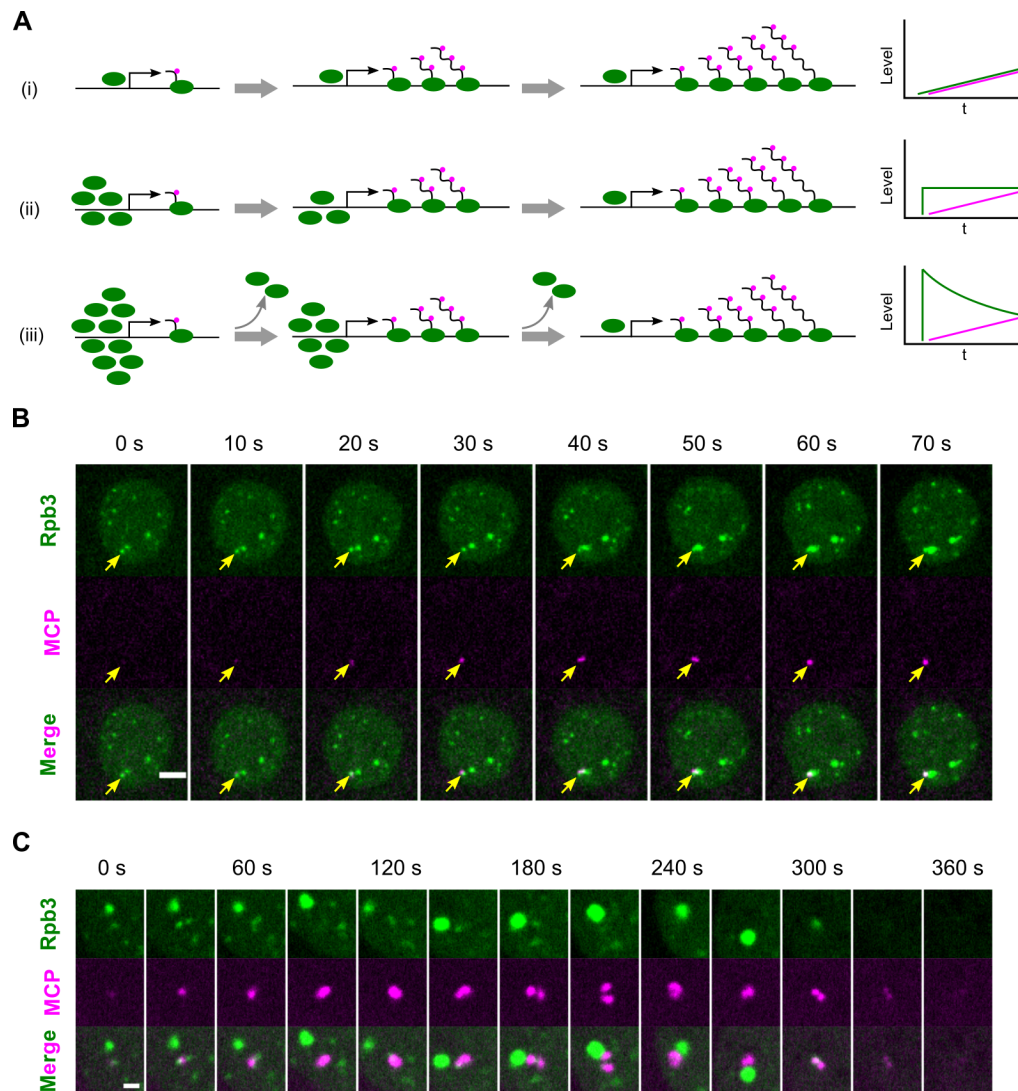 A
(i)
Level
t
(ii)
Level
t
(iii)
Level
t
B
0 s 10 s 20 s 30 s 40 s 50 s 60 s 70 s
Rpb3
MCP
Merge
C
0 s 60 s 120 s 180 s 240 s 300 s 360 s
Rpb3
MCP
Merge